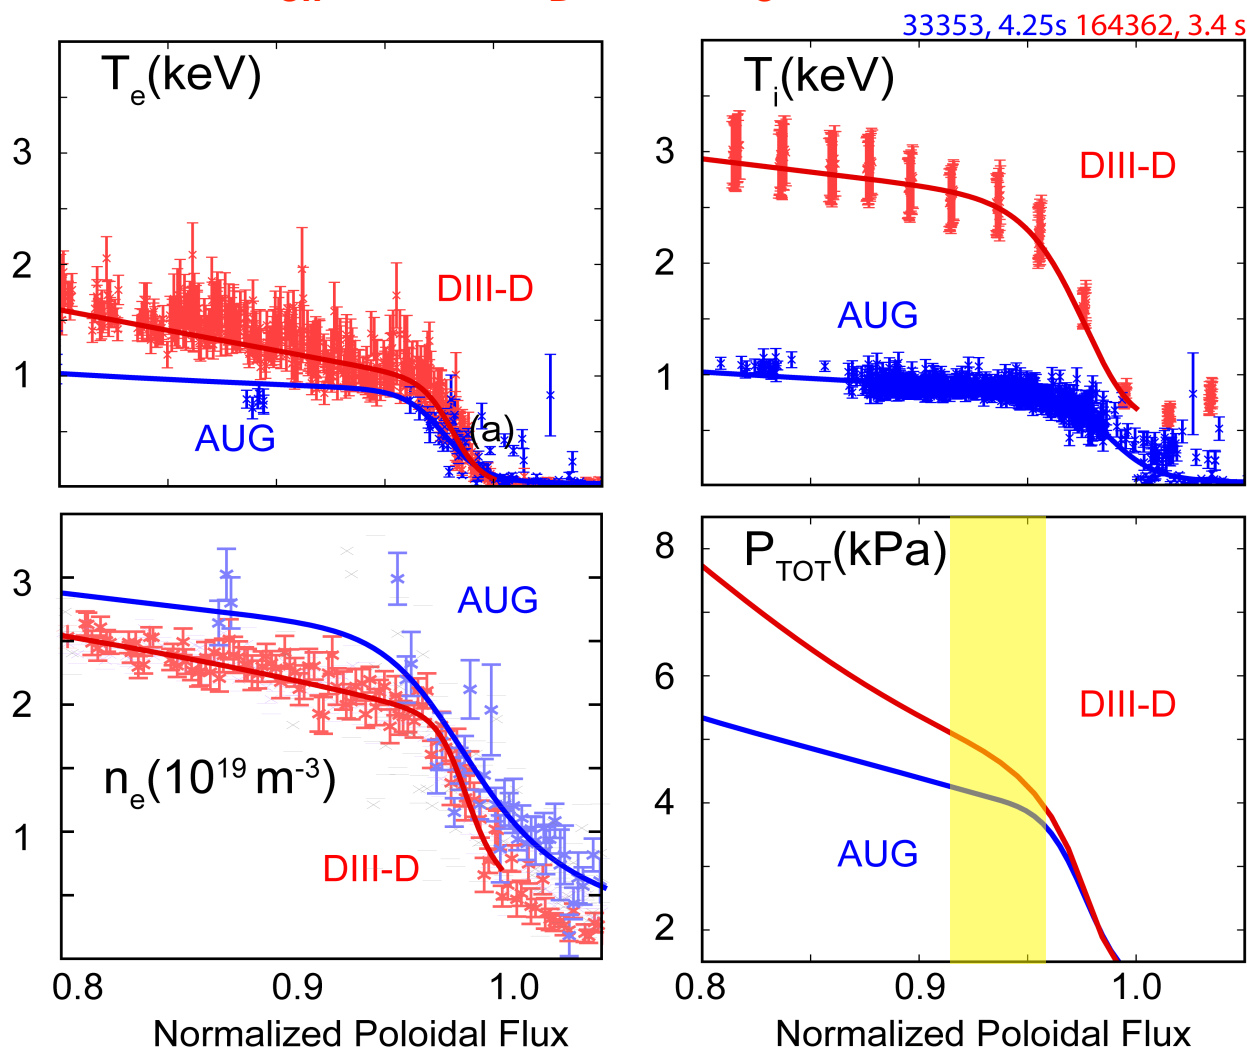 33353, 4.25s 164362, 3.4 s
Te(keV)
3
2
1
DIII-D
AUG
(a)
Ti(keV)
3
2
1
DIII-D
AUG
3
2
1
AUG
ne(10¹⁹ m⁻³)
DIII-D
0.8 0.9 1.0
Normalized Poloidal Flux
PTOT(kPa)
8
6
4
2
DIII-D
AUG
0.8 0.9 1.0
Normalized Poloidal Flux